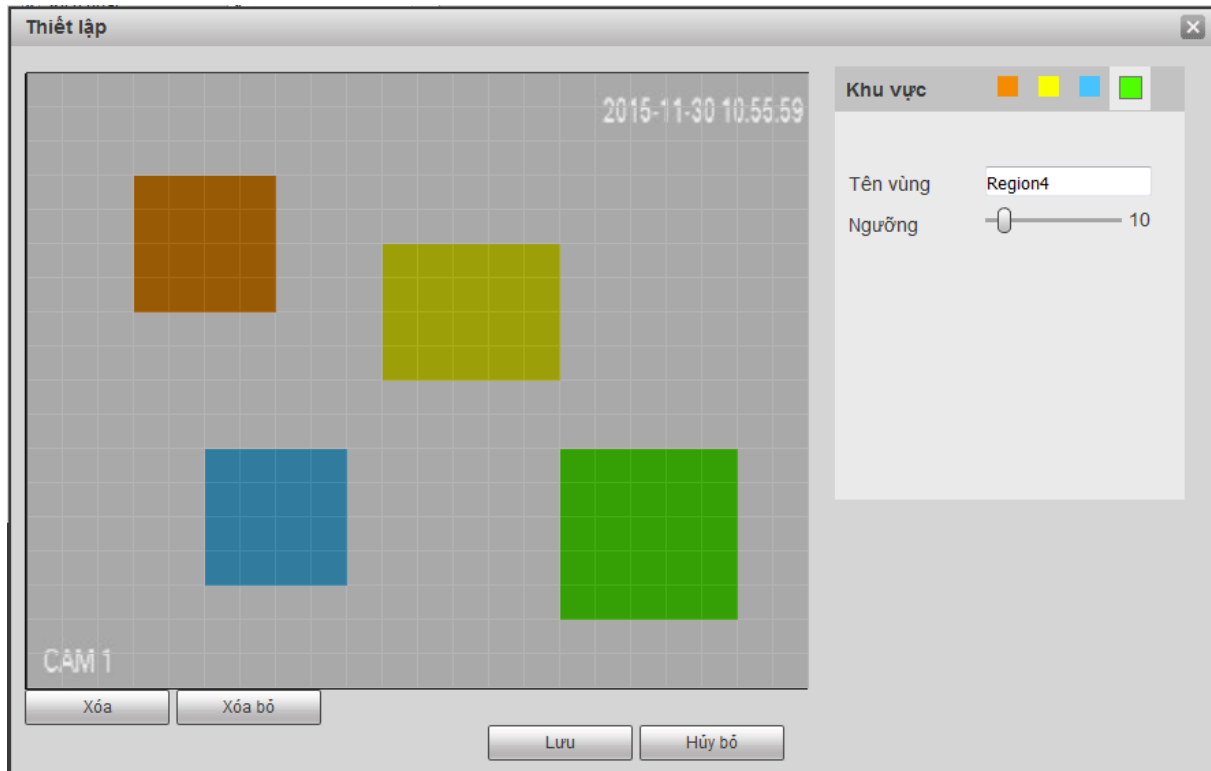 Thiết lập
2015-11-30 10:55:59
Khu vực
Tên vùng Region4
Ngưỡng 10
CAM 1
Xóa Xóa bỏ
Lưu Hủy bỏ